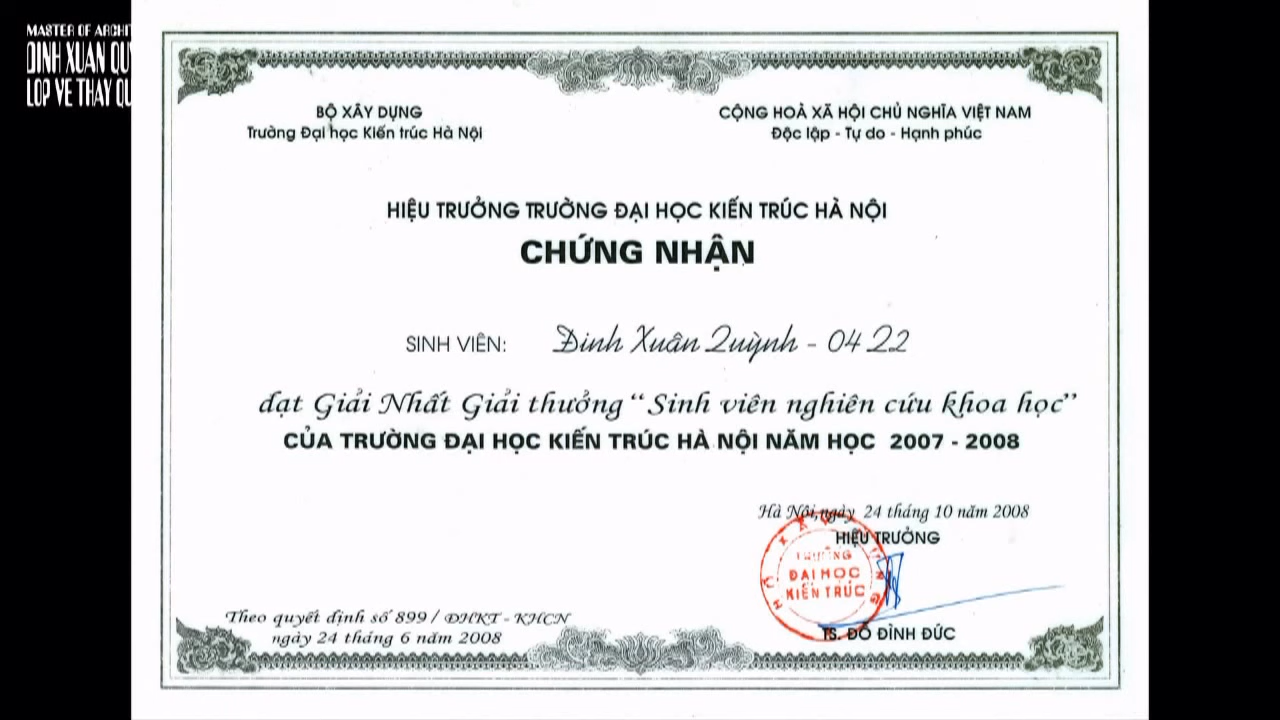 MASTER OF ARCHIT
DINH XUAN QU
LOP VE THAY QU
BỘ XÂY DỰNG
Trường Đại học Kiến trúc Hà Nội
CỘNG HOÀ XÃ HỘI CHỦ NGHĨA VIỆT NAM
Độc lập - Tự do - Hạnh phúc
HIỆU TRƯỞNG TRƯỜNG ĐẠI HỌC KIẾN TRÚC HÀ NỘI
CHỨNG NHẬN
SINH VIÊN: Đinh Xuân Quỳnh - 04 22
đạt Giải Nhất Giải thưởng “Sinh viên nghiên cứu khoa học”
CỦA TRƯỜNG ĐẠI HỌC KIẾN TRÚC HÀ NỘI NĂM HỌC 2007 - 2008
Hà Nội, ngày 24 tháng 10 năm 2008
HIỆU TRƯỞNG
TRƯỜNG
ĐẠI HỌC
KIẾN TRÚC
TS. ĐỖ ĐÌNH ĐỨC
Theo quyết định số 899 / ĐHKT - KHCN
ngày 24 tháng 6 năm 2008